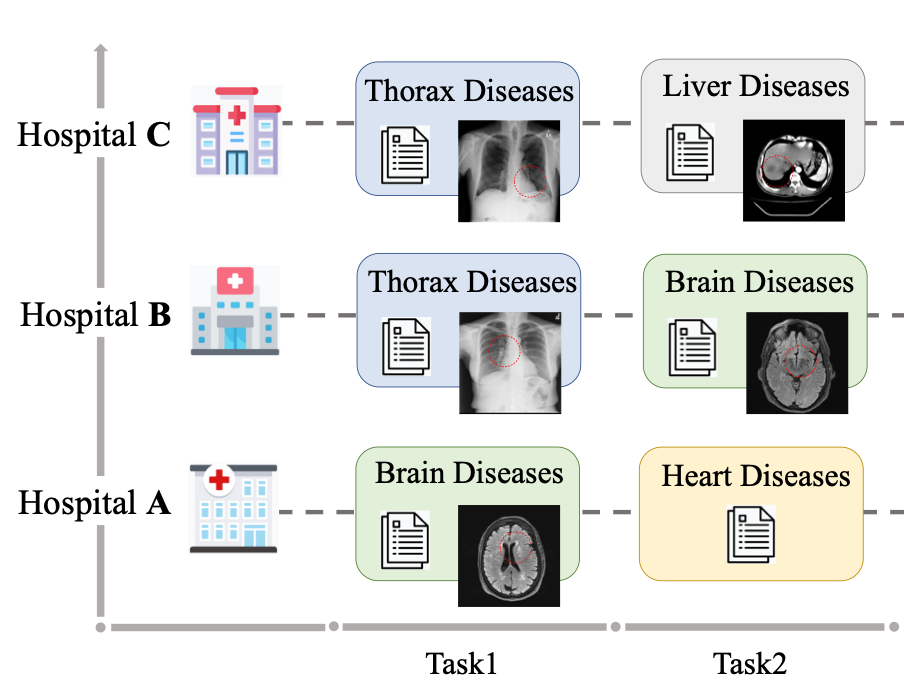 Hospital C
Thorax Diseases
Liver Diseases
Hospital B
Thorax Diseases
Brain Diseases
Hospital A
Brain Diseases
Heart Diseases
Task1
Task2